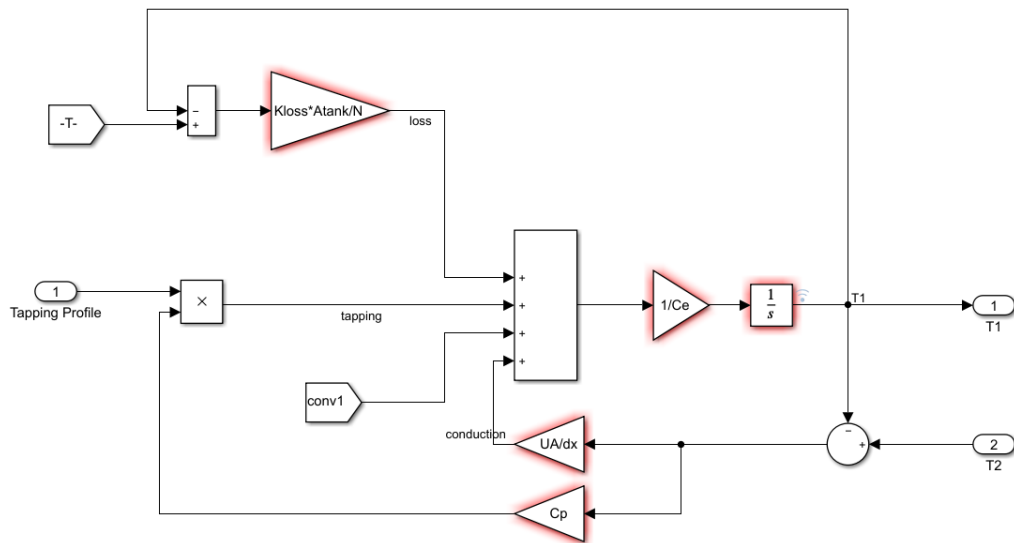 -T-
−
+
Kloss*Atank/N
loss
1
Tapping Profile
×
tapping
conv1
conduction
+
+
+
+
1/Ce
1
s
T1
1
T1
UA/dx
−
+
2
T2
Cp